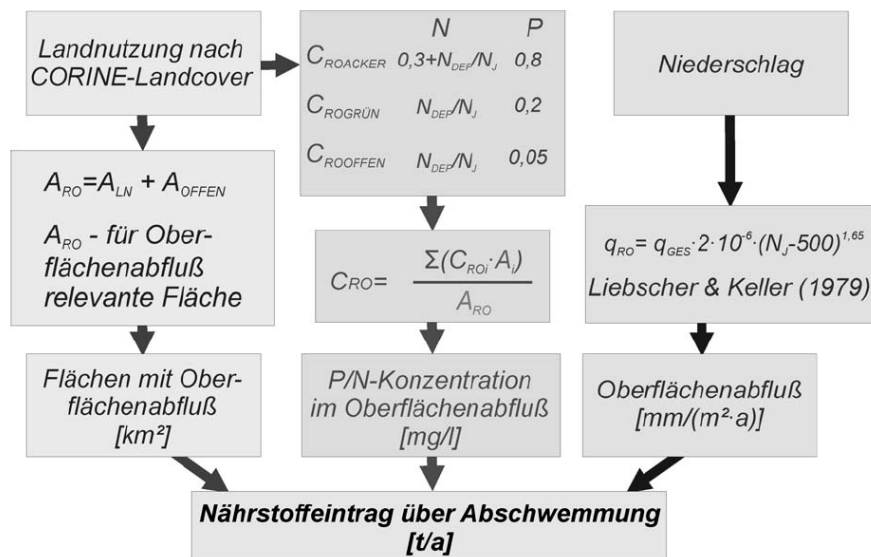 Landnutzung nach
CORINE-Landcover
A_RO=A_LN + A_OFFEN
A_RO - für Ober-
flächenabfluß
relevante Fläche
Flächen mit Ober-
flächenabfluß
[km²]
N P
C_ROACKER 0,3+N_DEP/N_J 0,8
C_ROGRÜN N_DEP/N_J 0,2
C_ROOFFEN N_DEP/N_J 0,05
C_RO= Σ(C_ROi·A_i)
A_RO
P/N-Konzentration
im Oberflächenabfluß
[mg/l]
Niederschlag
q_RO= q_GES·2·10⁻⁶·(N_J-500)^1,65
Liebscher & Keller (1979)
Oberflächenabfluß
[mm/(m²·a)]
Nährstoffeintrag über Abschwemmung
[t/a]